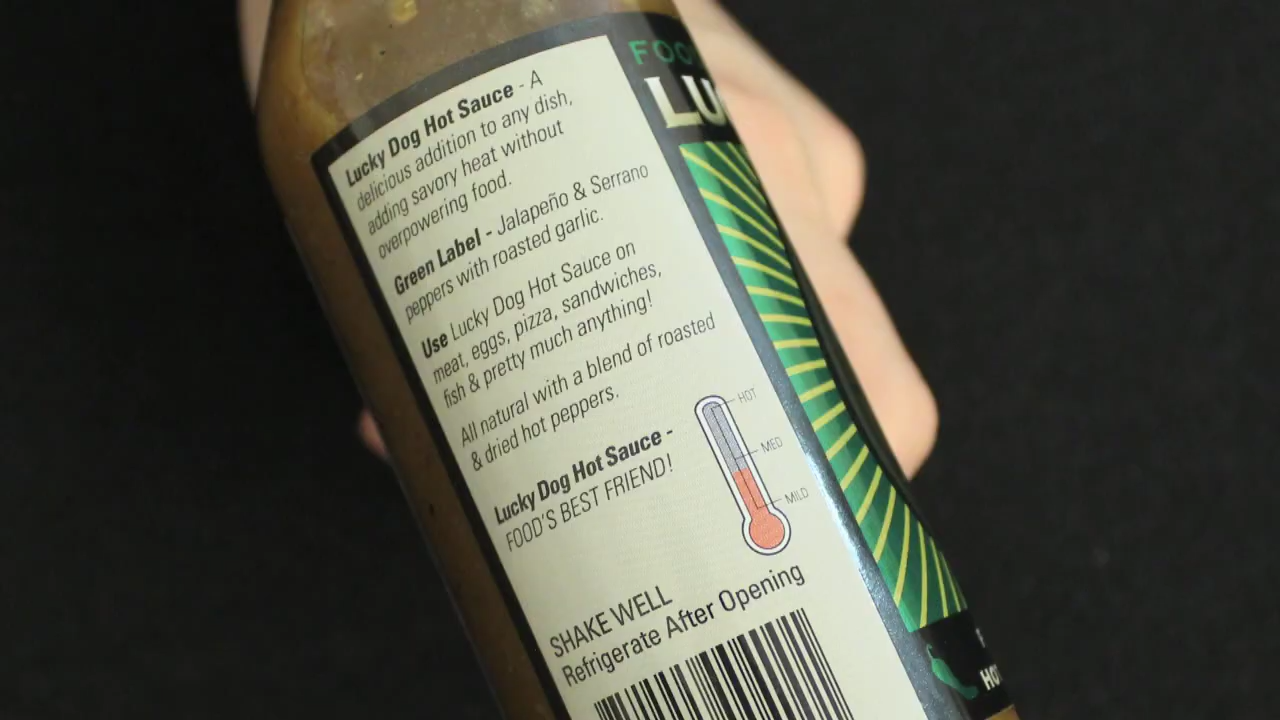 Lucky Dog Hot Sauce - A
delicious addition to any dish,
adding savory heat without
overpowering food.
Green Label - Jalapeño & Serrano
peppers with roasted garlic.
Use Lucky Dog Hot Sauce on
meat, eggs, pizza, sandwiches,
fish & pretty much anything!
All natural with a blend of roasted
& dried hot peppers.
Lucky Dog Hot Sauce -
FOOD'S BEST FRIEND!
HOT
MED
MILD
SHAKE WELL
Refrigerate After Opening